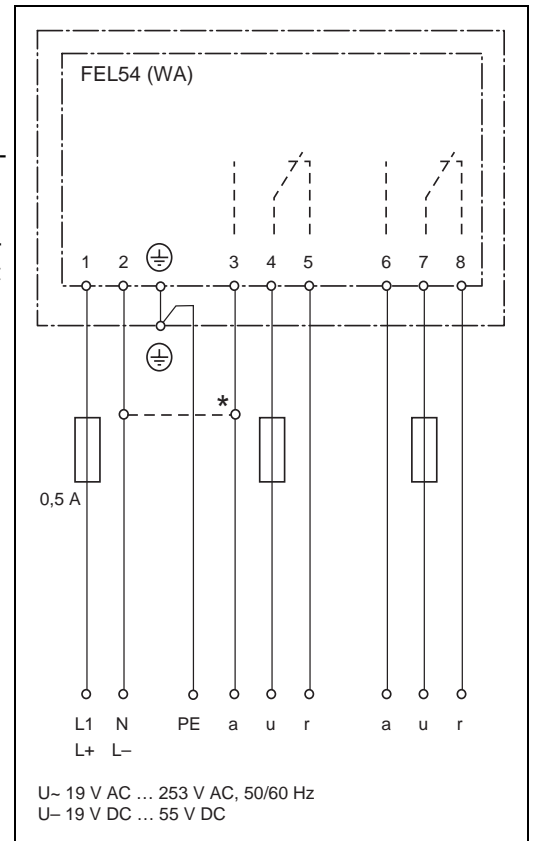 FEL54 (WA)
1 2 3 4 5 6 7 8
*
0,5 A
L1 N PE a u r a u r
L+ L–
U~ 19 V AC … 253 V AC, 50/60 Hz
U– 19 V DC … 55 V DC